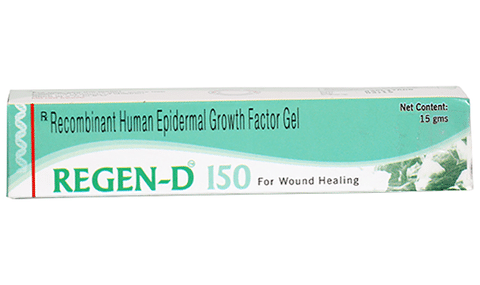 ℞ Recombinant Human Epidermal Growth Factor Gel
Net Content:
15 gms
REGEN-D© 150 For Wound Healing